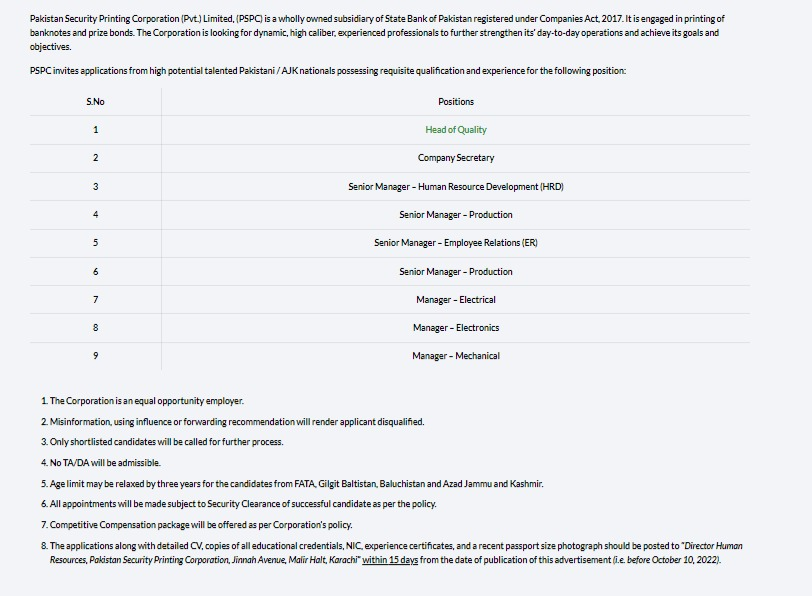 Pakistan Security Printing Corporation (Pvt.) Limited, (PSPC) is a wholly owned subsidiary of State Bank of Pakistan registered under Companies Act, 2017. It is engaged in printing of
banknotes and prize bonds. The Corporation is looking for dynamic, high caliber, experienced professionals to further strengthen its' day-to-day operations and achieve its goals and
objectives.
PSPC invites applications from high potential talented Pakistani / AJK nationals possessing requisite qualification and experience for the following position:
S.No Positions
1 Head of Quality
2 Company Secretary
3 Senior Manager – Human Resource Development (HRD)
4 Senior Manager – Production
5 Senior Manager – Employee Relations (ER)
6 Senior Manager – Production
7 Manager – Electrical
8 Manager – Electronics
9 Manager – Mechanical
1. The Corporation is an equal opportunity employer.
2. Misinformation, using influence or forwarding recommendation will render applicant disqualified.
3. Only shortlisted candidates will be called for further process.
4. No TA/DA will be admissible.
5. Age limit may be relaxed by three years for the candidates from FATA, Gilgit Baltistan, Baluchistan and Azad Jammu and Kashmir.
6. All appointments will be made subject to Security Clearance of successful candidate as per the policy.
7. Competitive Compensation package will be offered as per Corporation's policy.
8. The applications along with detailed CV, copies of all educational credentials, NIC, experience certificates, and a recent passport size photograph should be posted to "Director Human
Resources, Pakistan Security Printing Corporation, Jinnah Avenue, Malir Halt, Karachi" within 15 days from the date of publication of this advertisement (i.e. before October 10, 2022).